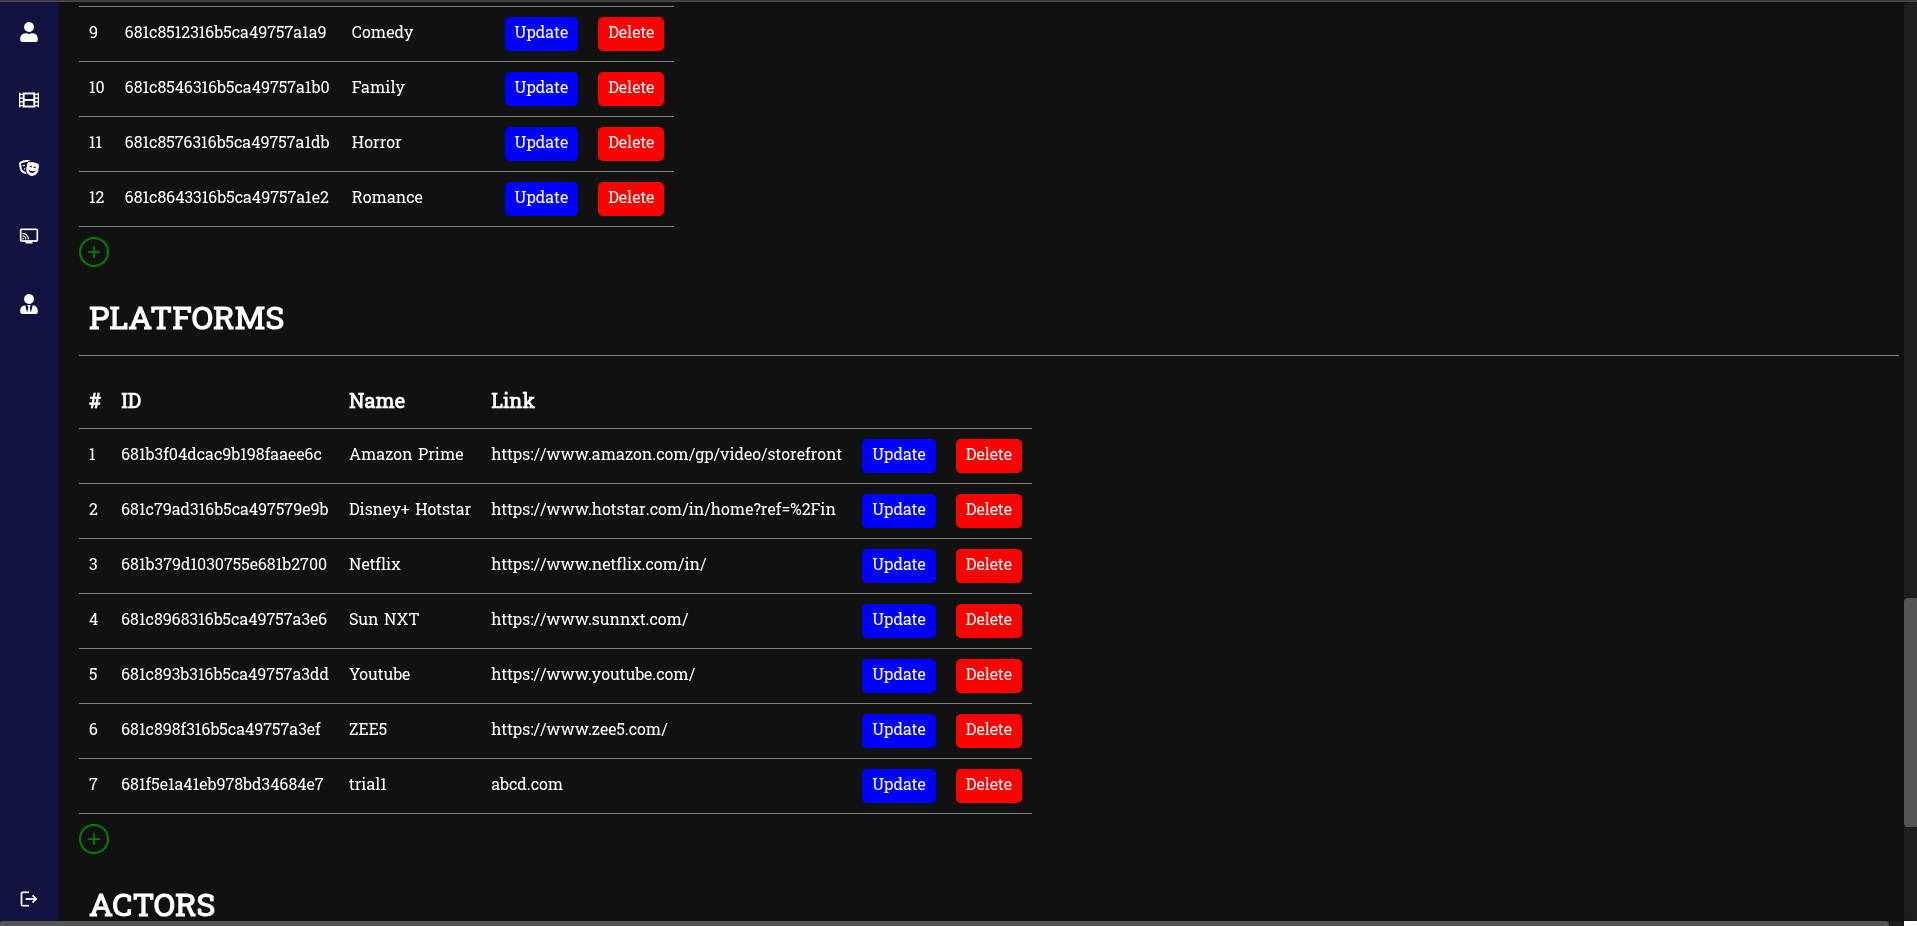 9 681c8512316b5ca49757a1a9 Comedy Update Delete
10 681c8546316b5ca49757a1b0 Family Update Delete
11 681c8576316b5ca49757a1db Horror Update Delete
12 681c8643316b5ca49757a1e2 Romance Update Delete
PLATFORMS
# ID Name Link
1 681b3f04dcac9b198faaee6c Amazon Prime https://www.amazon.com/gp/video/storefront Update Delete
2 681c79ad316b5ca497579e9b Disney+ Hotstar https://www.hotstar.com/in/home?ref=%2Fin Update Delete
3 681b379d1030755e681b2700 Netflix https://www.netflix.com/in/ Update Delete
4 681c8968316b5ca49757a3e6 Sun NXT https://www.sunnxt.com/ Update Delete
5 681c893b316b5ca49757a3dd Youtube https://www.youtube.com/ Update Delete
6 681c898f316b5ca49757a3ef ZEE5 https://www.zee5.com/ Update Delete
7 681f5e1a41eb978bd34684e7 trial1 abcd.com Update Delete
ACTORS